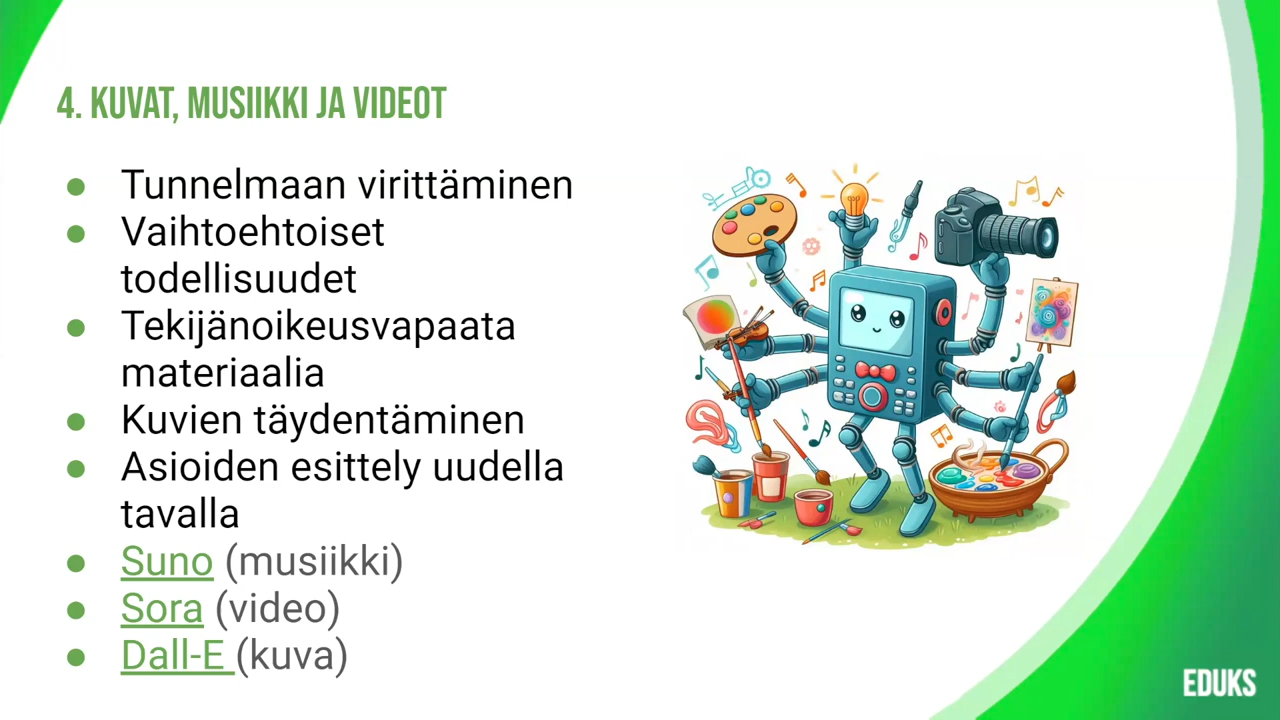 4. KUVAT, MUSIIKKI JA VIDEOT
● Tunnelmaan virittäminen
● Vaihtoehtoiset
todellisuudet
● Tekijänoikeusvapaata
materiaalia
● Kuvien täydentäminen
● Asioiden esittely uudella
tavalla
● Suno (musiikki)
● Sora (video)
● Dall-E (kuva)
EDUKS